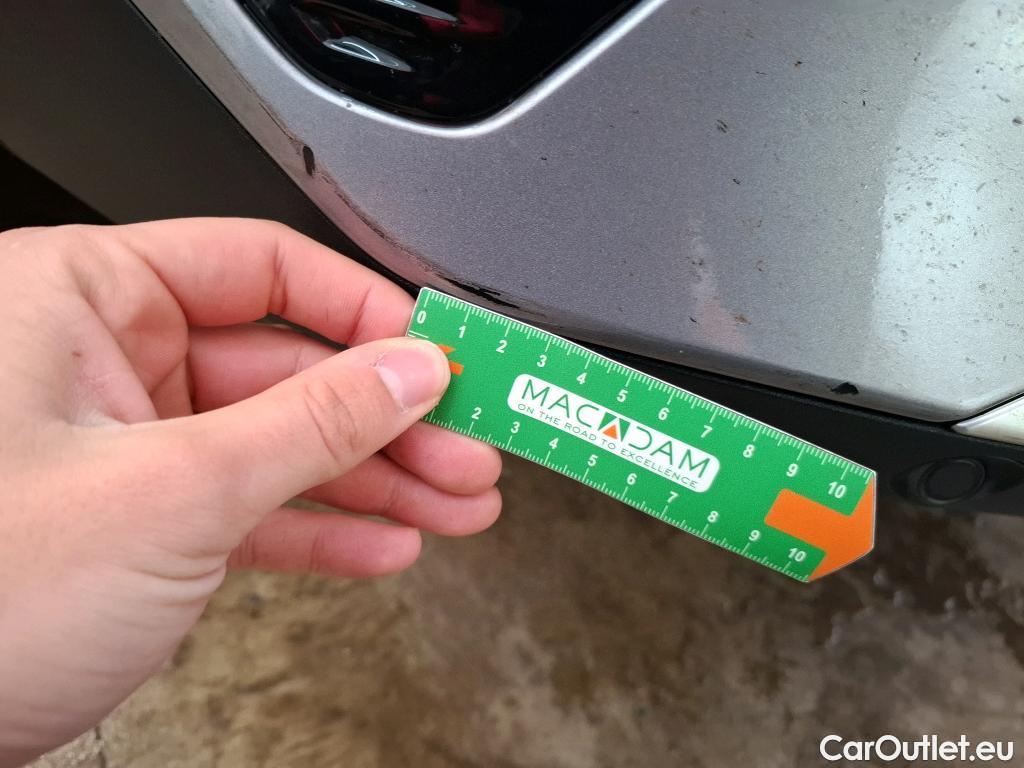 0 1 2 3 4 5 6 7 8 9 10
MACADAM
ON THE ROAD TO EXCELLENCE
2 3 4 5 6 7 8 9 10
CarOutlet.eu